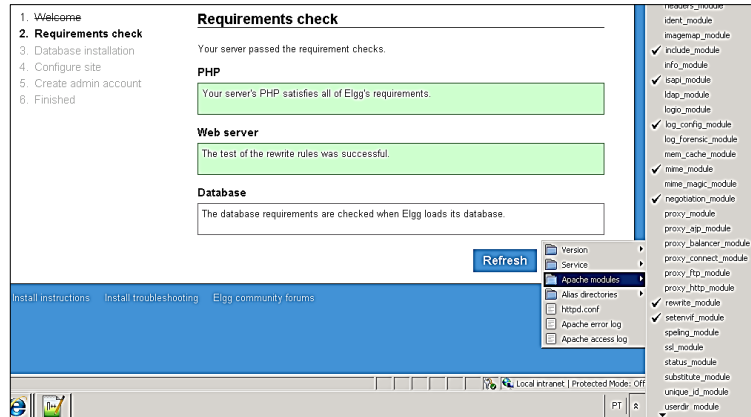 1. Welcome
2. Requirements check
3. Database installation
4. Configure site
5. Create admin account
6. Finished
Requirements check
Your server passed the requirement checks.
PHP
Your server's PHP satisfies all of Elgg's requirements.
Web server
The test of the rewrite rules was successful.
Database
The database requirements are checked when Elgg loads its database.
Refresh
Install instructions Install troubleshooting Elgg community forums
Version
Service
Apache modules
Alias directories
httpd.conf
Apache error log
Apache access log
headers_module
ident_module
imagemap_module
include_module
info_module
isapi_module
ldap_module
logio_module
log_config_module
log_forensic_module
mem_cache_module
mime_module
mime_magic_module
negotiation_module
proxy_module
proxy_ajp_module
proxy_balancer_module
proxy_connect_module
proxy_ftp_module
proxy_http_module
rewrite_module
setenvif_module
speling_module
ssl_module
status_module
substitute_module
unique_id_module
userdir_module
Local intranet | Protected Mode: Off
PT